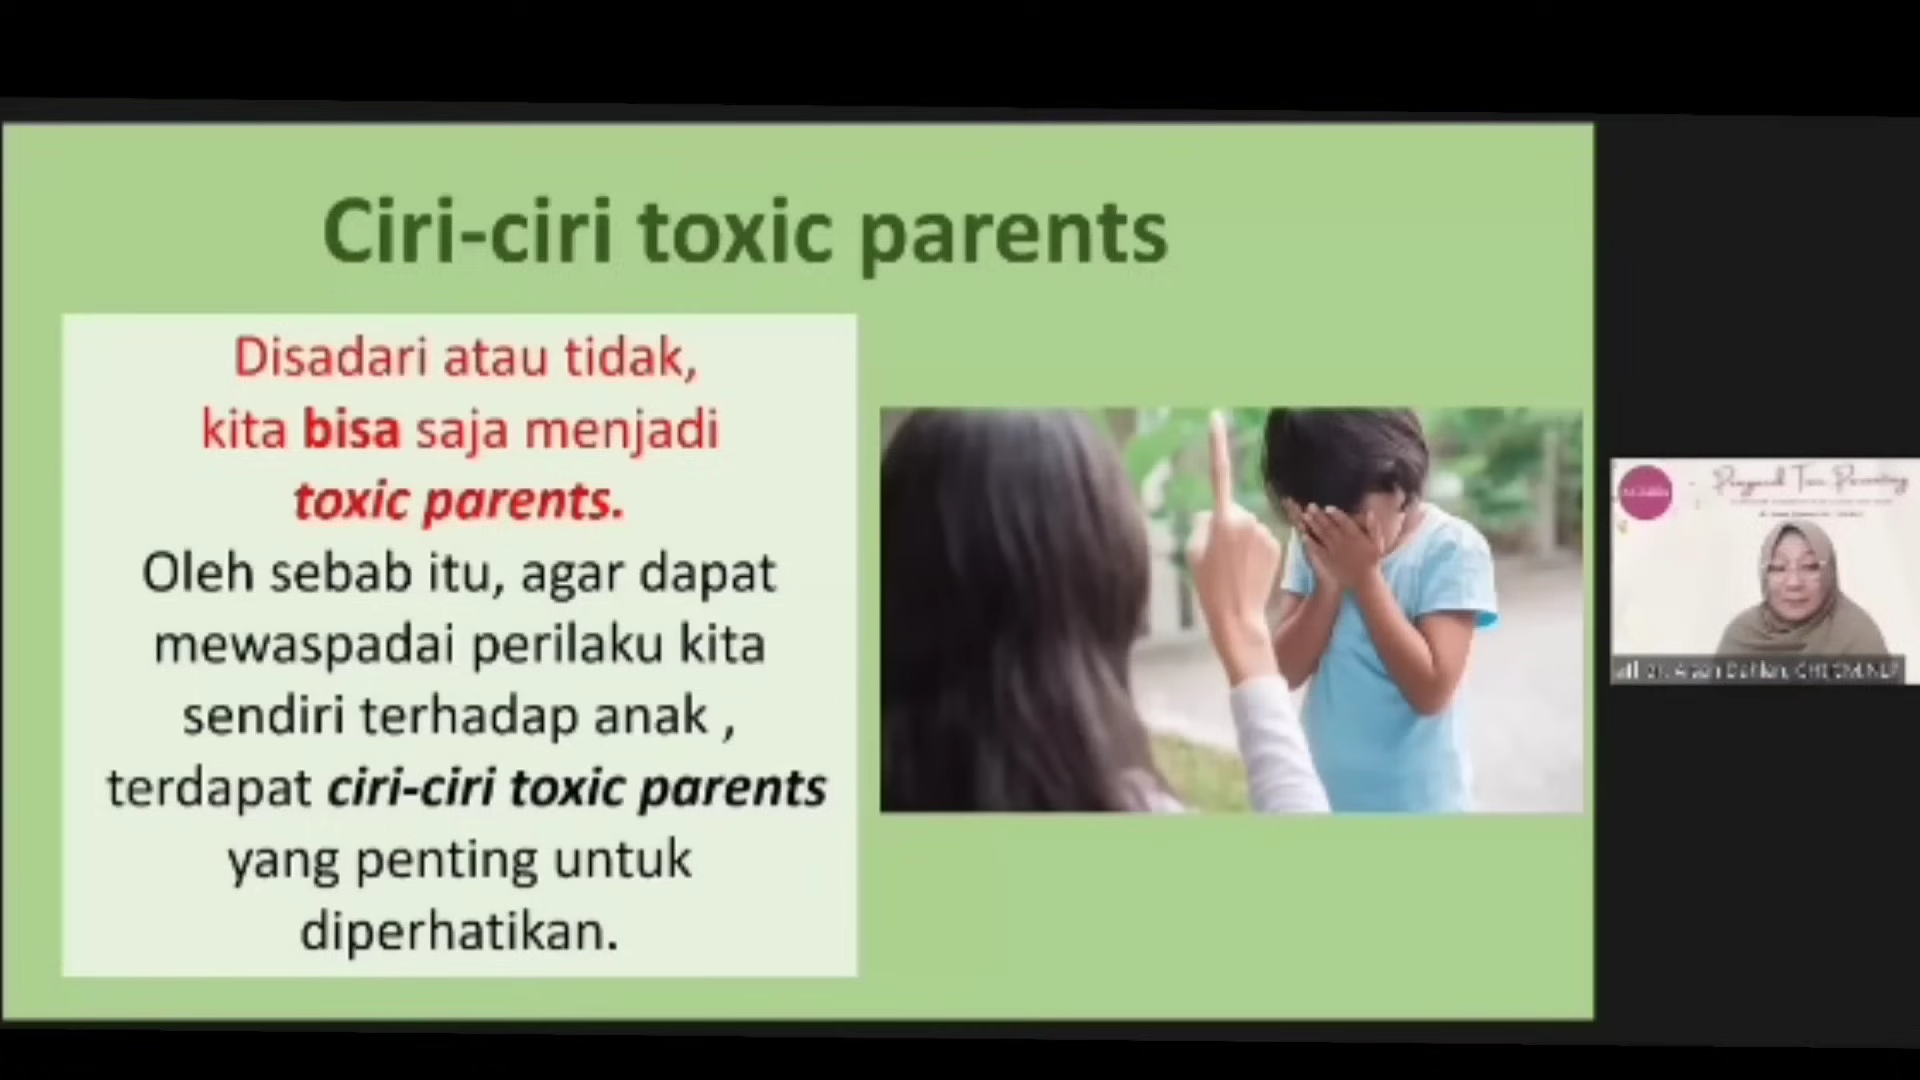 Ciri-ciri toxic parents
Disadari atau tidak,
kita bisa saja menjadi
toxic parents.
Oleh sebab itu, agar dapat
mewaspadai perilaku kita
sendiri terhadap anak ,
terdapat ciri-ciri toxic parents
yang penting untuk
diperhatikan.
Dahlan,